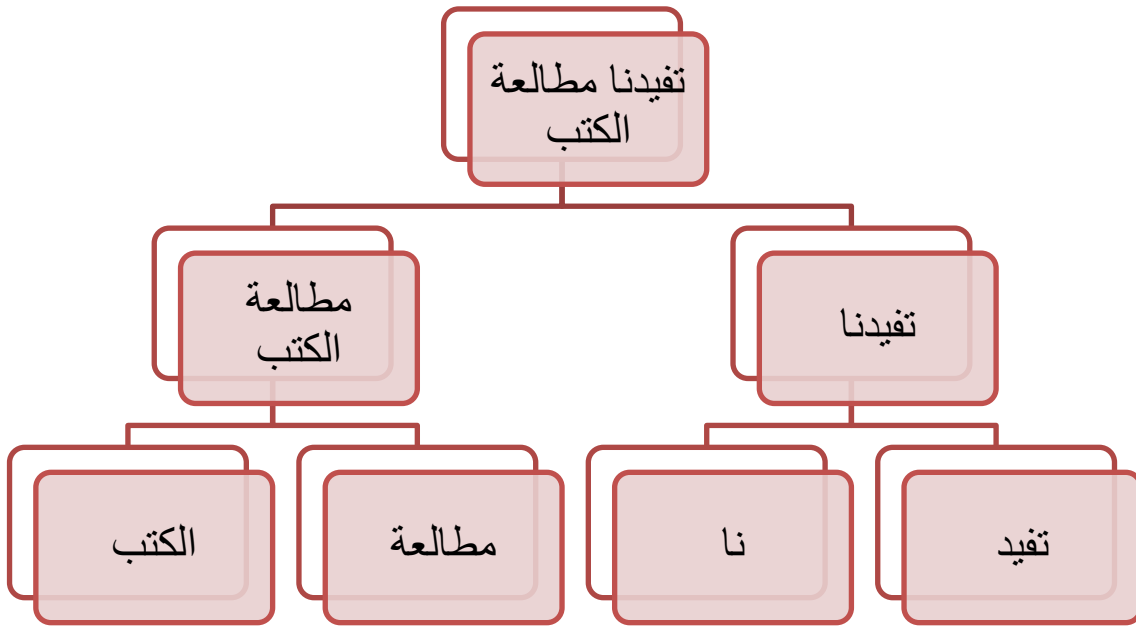 تفيدنا مطالعة
الكتب
تفيدنا
مطالعة
الكتب
تفيد
نا
مطالعة
الكتب